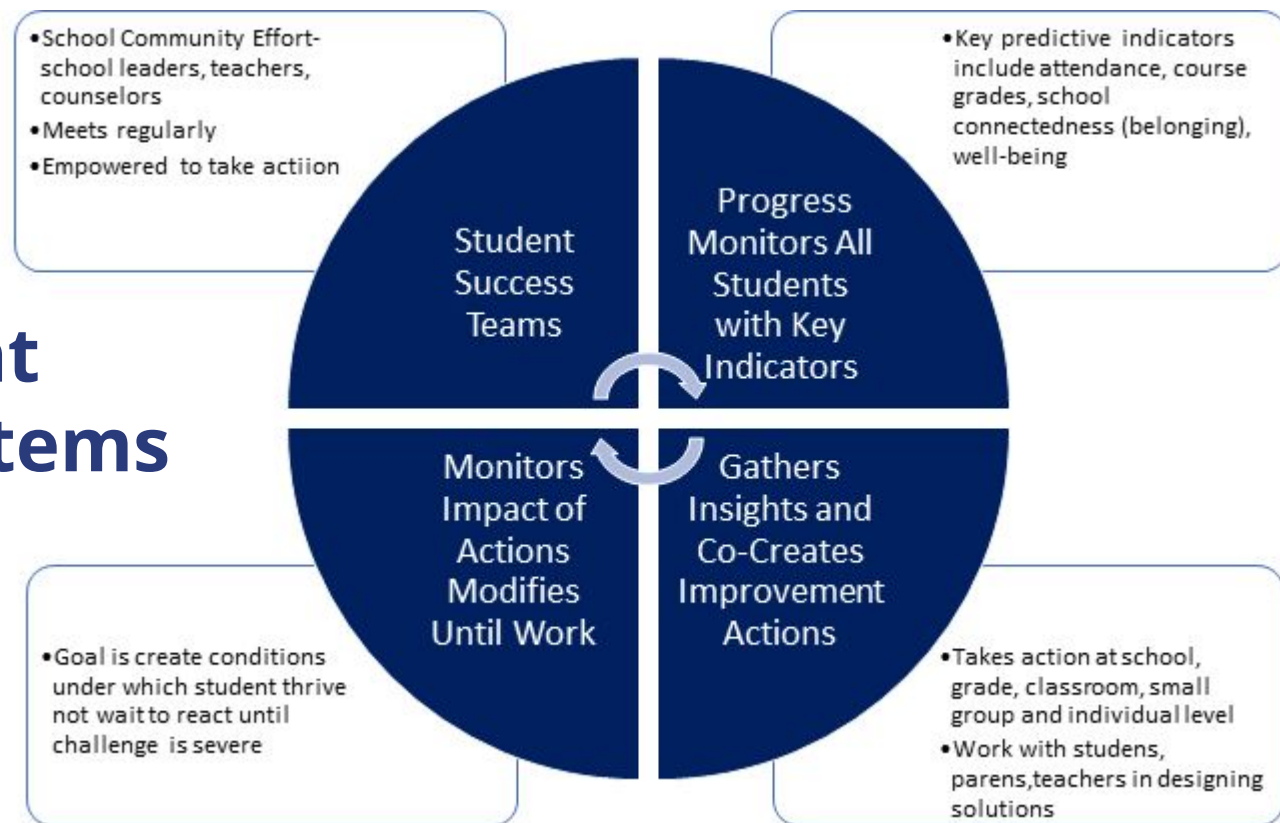 •School Community Effort-
school leaders, teachers,
counselors
•Meets regularly
•Empowered to take actiion
•Key predictive indicators
include attendance, course
grades, school
connectedness (belonging),
well-being
Student
Success
Teams
Progress
Monitors All
Students
with Key
Indicators
nt
tems
Monitors
Impact of
Actions
Modifies
Until Work
Gathers
Insights and
Co-Creates
Improvement
Actions
•Goal is create conditions
under which student thrive
not wait to react until
challenge is severe
•Takes action at school,
grade, classroom, small
group and individual level
•Work with studens,
parens,teachers in designing
solutions